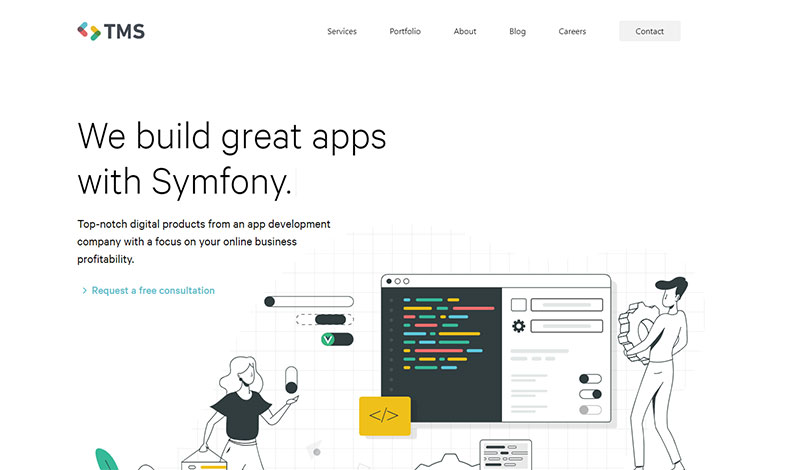 TMS
Services Portfolio About Blog Careers Contact
We build great apps
with Symfony.
Top-notch digital products from an app development
company with a focus on your online business
profitability.
> Request a free consultation
</>